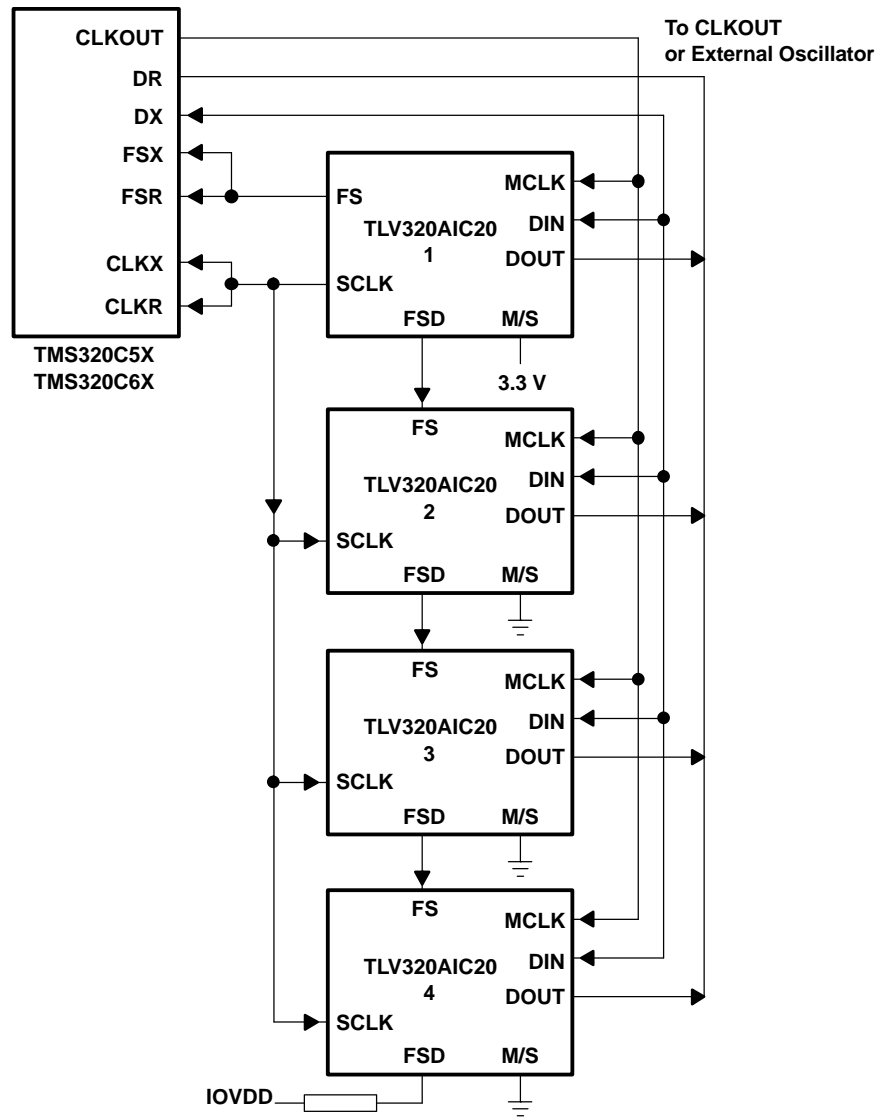 CLKOUT
DR
DX
FSX
FSR
CLKX
CLKR
TMS320C5X
TMS320C6X
To CLKOUT
or External Oscillator
MCLK
FS
DIN
TLV320AIC20
1
DOUT
SCLK
FSD M/S
3.3 V
FS
MCLK
DIN
TLV320AIC20
2
DOUT
SCLK
FSD M/S
FS
MCLK
DIN
TLV320AIC20
3
DOUT
SCLK
FSD M/S
FS
MCLK
DIN
TLV320AIC20
4
DOUT
SCLK
FSD M/S
IOVDD